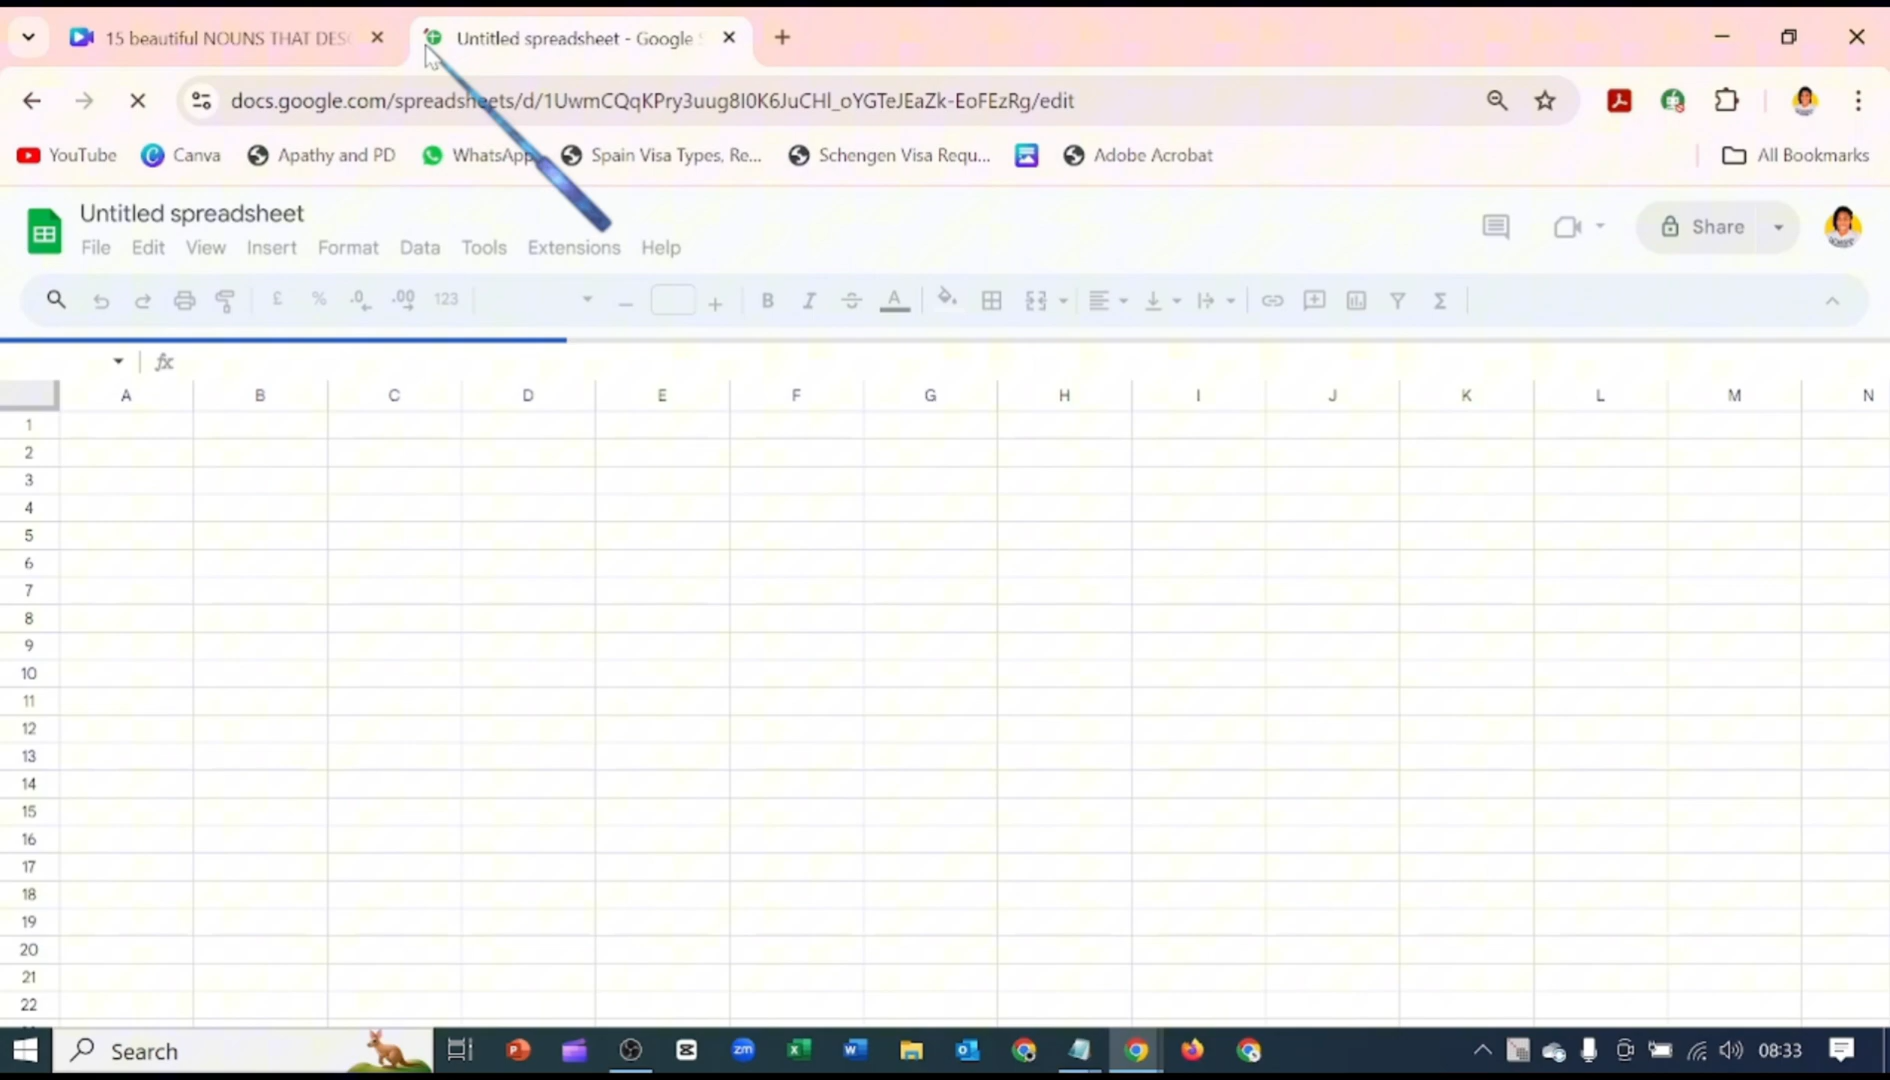 15 beautiful NOUNS THAT DES
Untitled spreadsheet - Google S
docs.google.com/spreadsheets/d/1UwmCQqKPry3uug8I0K6JuCHl_oYGTeJEaZk-EoFEzRg/edit
YouTube
Canva
Apathy and PD
WhatsApp
Spain Visa Types, Re...
Schengen Visa Requ...
Adobe Acrobat
All Bookmarks
Untitled spreadsheet
File Edit View Insert Format Data Tools Extensions Help
Share
£ % .0 .00 123
B I S A
fx
A B C D E F G H I J K L M N
1
2
3
4
5
6
7
8
9
10
11
12
13
14
15
16
17
18
19
20
21
22
Search
zm
08:33